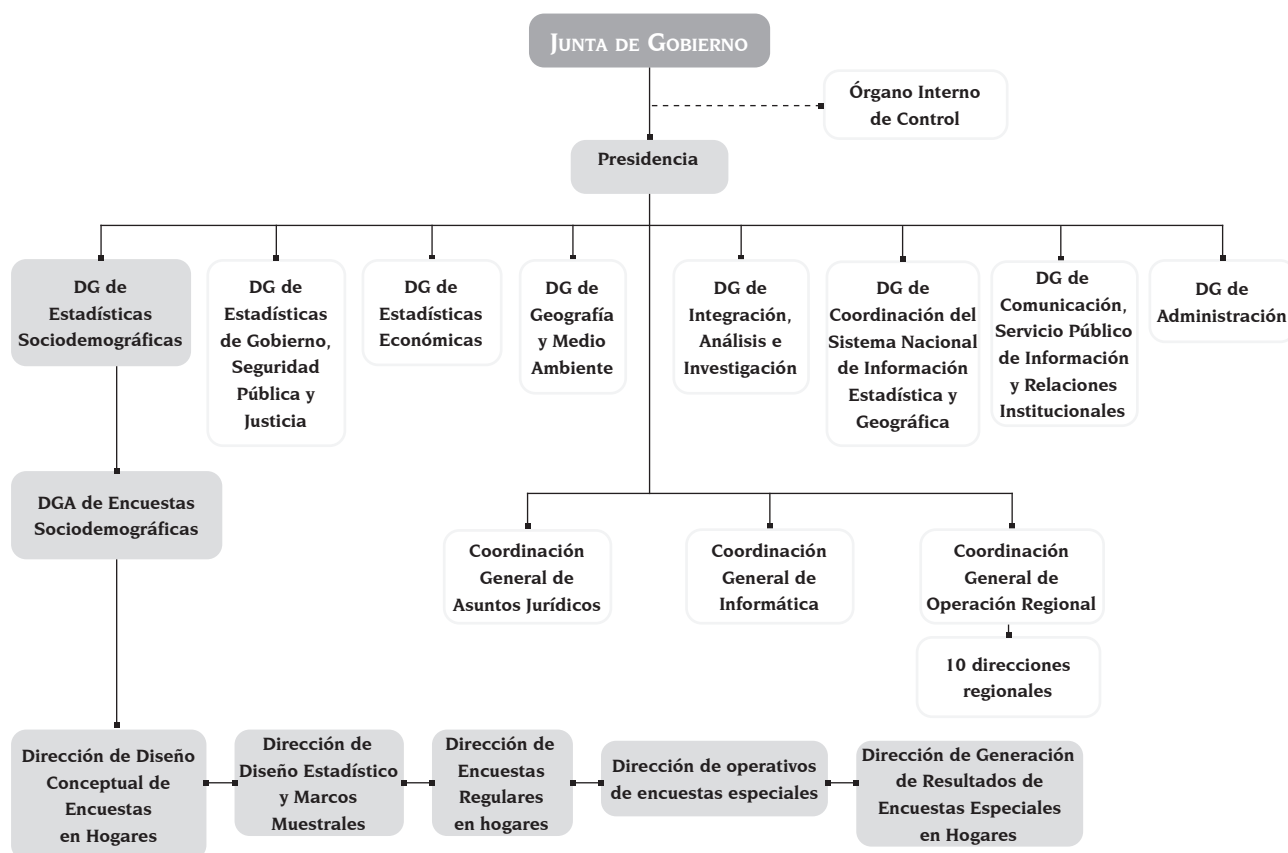 JUNTA DE GOBIERNO
Órgano Interno
de Control
Presidencia
DG de
Estadísticas
Sociodemográficas
DG de
Estadísticas
de Gobierno,
Seguridad
Pública y
Justicia
DG de
Estadísticas
Económicas
DG de
Geografía
y Medio
Ambiente
DG de
Integración,
Análisis e
Investigación
DG de
Coordinación del
Sistema Nacional
de Información
Estadística y
Geográfica
DG de
Comunicación,
Servicio Público
de Información
y Relaciones
Institucionales
DG de
Administración
DGA de Encuestas
Sociodemográficas
Coordinación
General de
Asuntos Jurídicos
Coordinación
General de
Informática
Coordinación
General de
Operación Regional
10 direcciones
regionales
Dirección de Diseño
Conceptual de
Encuestas
en Hogares
Dirección de
Diseño Estadístico
y Marcos
Muestrales
Dirección de
Encuestas
Regulares
en hogares
Dirección de operativos
de encuestas especiales
Dirección de Generación
de Resultados de
Encuestas Especiales
en Hogares